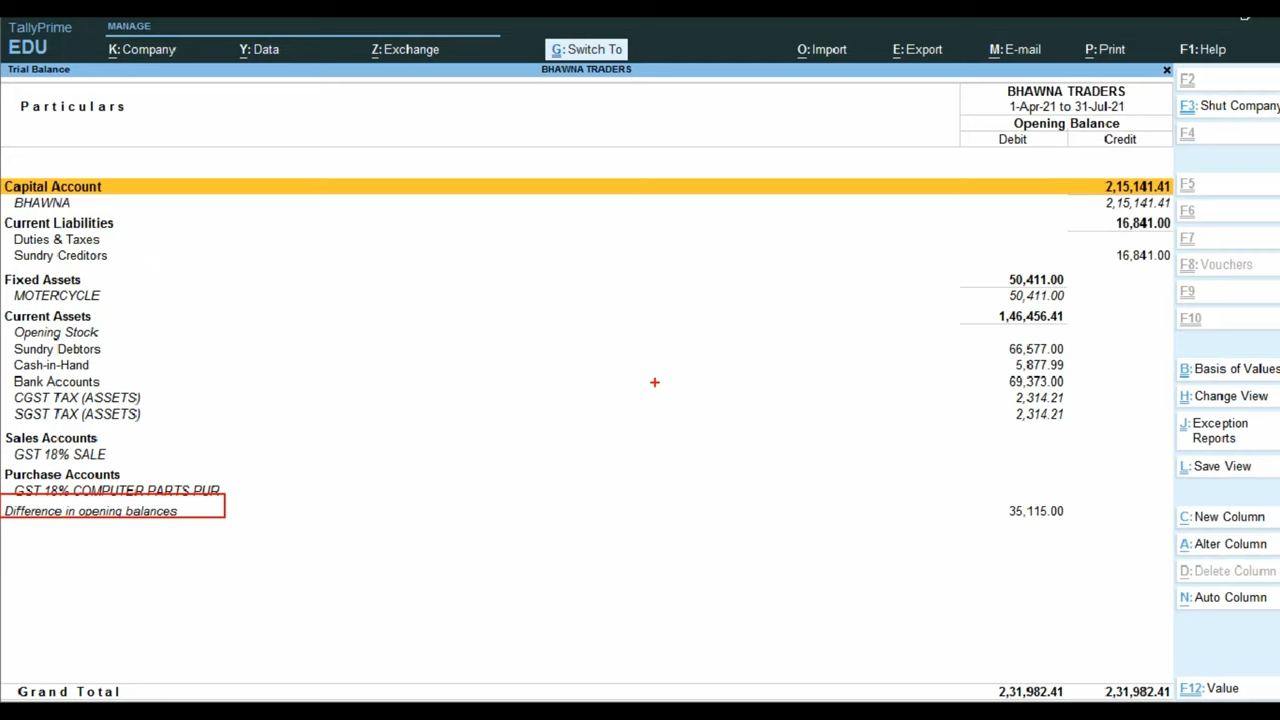 TallyPrime MANAGE
EDU K: Company Y: Data Z: Exchange G: Switch To O: Import E: Export M: E-mail P: Print F1: Help
Trial Balance BHAWNA TRADERS x
Particulars
BHAWNA TRADERS
1-Apr-21 to 31-Jul-21
Opening Balance
Debit Credit
Capital Account 2,15,141.41
BHAWNA 2,15,141.41
Current Liabilities 16,841.00
Duties & Taxes
Sundry Creditors 16,841.00
Fixed Assets 50,411.00
MOTERCYCLE 50,411.00
Current Assets 1,46,456.41
Opening Stock
Sundry Debtors 66,577.00
Cash-in-Hand 5,877.99
Bank Accounts 69,373.00
CGST TAX (ASSETS) 2,314.21
SGST TAX (ASSETS) 2,314.21
Sales Accounts
GST 18% SALE
Purchase Accounts
GST 18% COMPUTER PARTS PUR
Difference in opening balances 35,115.00
Grand Total 2,31,982.41 2,31,982.41
F2
F3: Shut Company
F4
F5
F6
F7
F8: Vouchers
F9
F10
B: Basis of Values
H: Change View
J: Exception
Reports
L: Save View
C: New Column
A: Alter Column
D: Delete Column
N: Auto Column
F12: Value